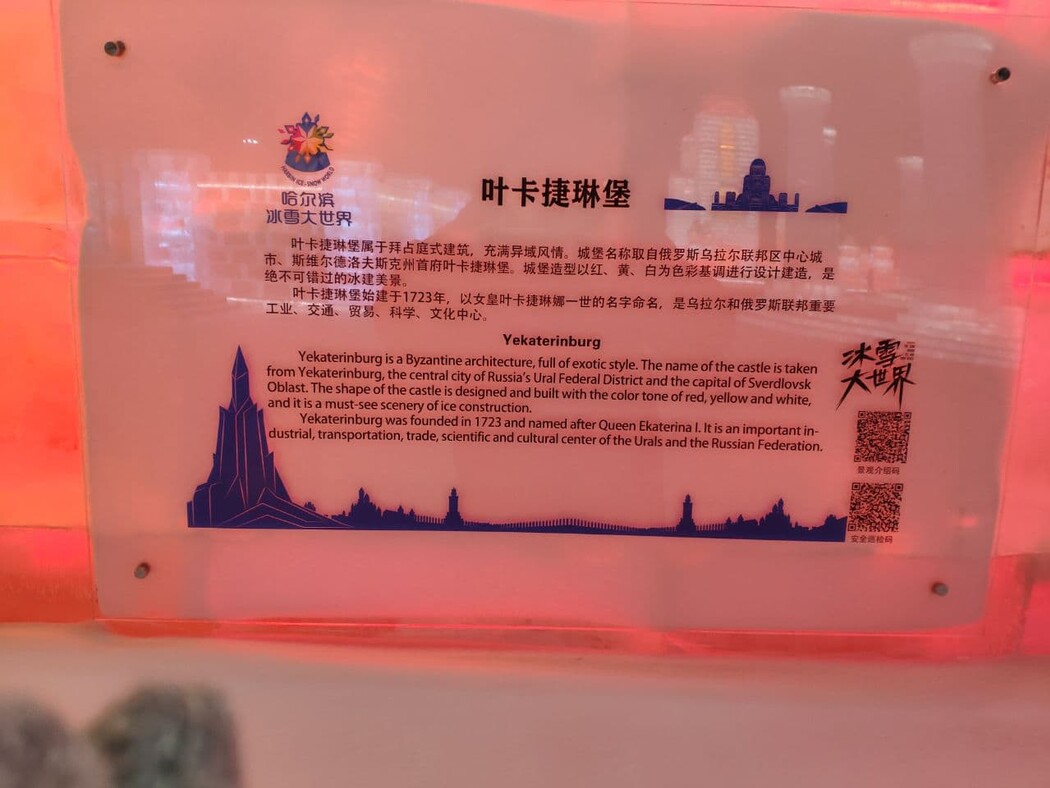 HARBIN ICE-SNOW WORLD
哈尔滨
冰雪大世界
叶卡捷琳堡
叶卡捷琳堡属于拜占庭式建筑，充满异域风情。城堡名称取自俄罗斯乌拉尔联邦区中心城
市、斯维尔德洛夫斯克州首府叶卡捷琳堡。城堡造型以红、黄、白为色彩基调进行设计建造，是
绝不可错过的冰建美景。
叶卡捷琳堡始建于1723年，以女皇叶卡捷琳娜一世的名字命名，是乌拉尔和俄罗斯联邦重要
工业、交通、贸易、科学、文化中心。
Yekaterinburg
Yekaterinburg is a Byzantine architecture, full of exotic style. The name of the castle is taken
from Yekaterinburg, the central city of Russia's Ural Federal District and the capital of Sverdlovsk
Oblast. The shape of the castle is designed and built with the color tone of red, yellow and white,
and it is a must-see scenery of ice construction.
Yekaterinburg was founded in 1723 and named after Queen Ekaterina I. It is an important in-
dustrial, transportation, trade, scientific and cultural center of the Urals and the Russian Federation.
冰雪
大世界
景观介绍码
安全巡检码